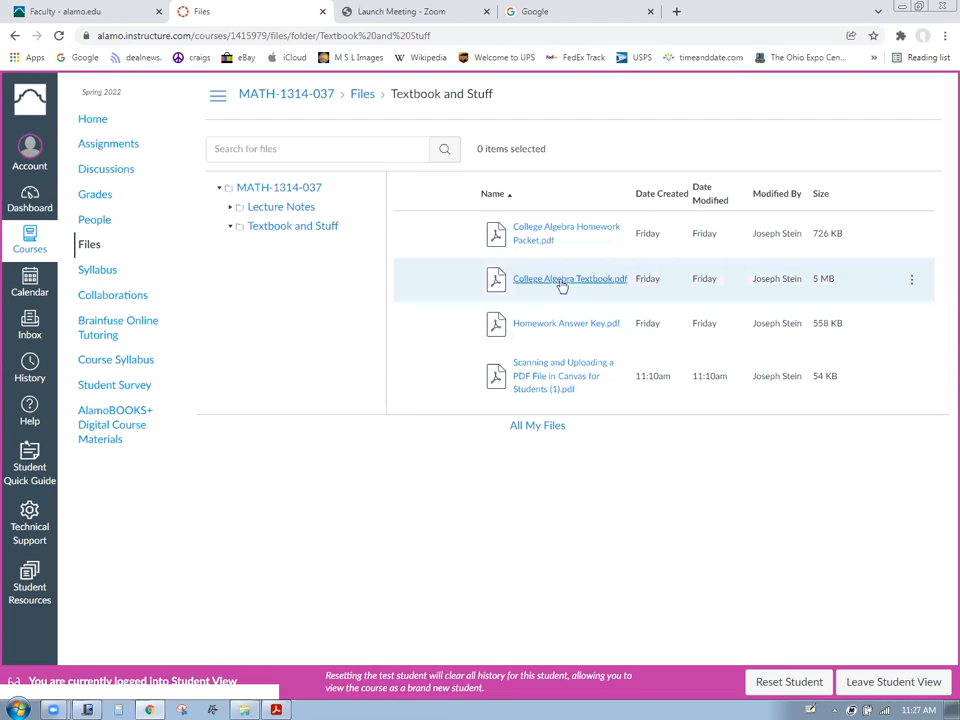 Faculty - alamo.edu
Files
Launch Meeting - Zoom
Google
alamo.instructure.com/courses/1415979/files/folder/Textbook%20and%20Stuff
Apps
Google
dealnews.
craigs
eBay
iCloud
M S L Images
Wikipedia
Welcome to UPS
FedEx Track
USPS
timeanddate.com
The Ohio Expo Cen...
»
Reading list
Account
Dashboard
Courses
Calendar
Inbox
History
Help
Student
Quick Guide
Technical
Support
Student
Resources
Spring 2022
Home
Assignments
Discussions
Grades
People
Files
Syllabus
Collaborations
Brainfuse Online
Tutoring
Course Syllabus
Student Survey
AlamoBOOKS+
Digital Course
Materials
MATH-1314-037 › Files › Textbook and Stuff
Search for files
0 items selected
MATH-1314-037
Lecture Notes
Textbook and Stuff
Name
Date Created
Date
Modified
Modified By
Size
College Algebra Homework
Packet.pdf
Friday
Friday
Joseph Stein
726 KB
College Algebra Textbook.pdf
Friday
Friday
Joseph Stein
5 MB
Homework Answer Key.pdf
Friday
Friday
Joseph Stein
558 KB
Scanning and Uploading a
PDF File in Canvas for
Students (1).pdf
11:10am
11:10am
Joseph Stein
54 KB
All My Files
You are currently logged into Student View
Resetting the test student will clear all history for this student, allowing you to
view the course as a brand new student.
Reset Student
Leave Student View
11:27 AM